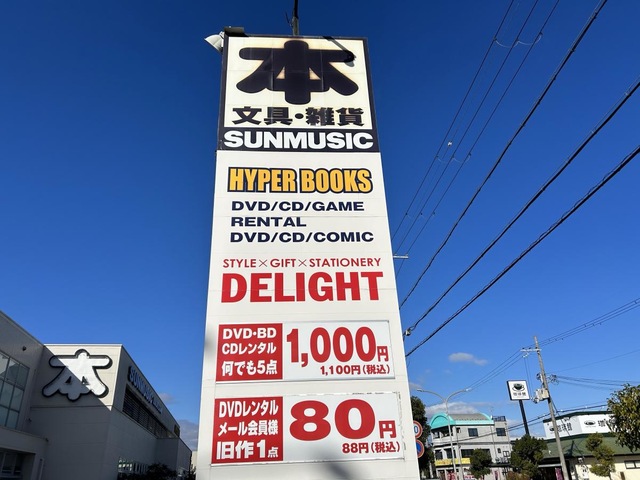 本
文具・雑貨
SUNMUSIC
HYPER BOOKS
DVD/CD/GAME
RENTAL
DVD/CD/COMIC
STYLE×GIFT×STATIONERY
DELIGHT
DVD・BD
CDレンタル
何でも5点
1,000円
1,100円(税込)
DVDレンタル
メール会員様
旧作1点
80円
88円(税込)
本